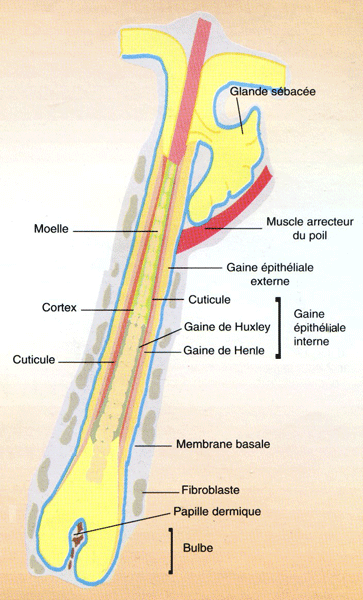 Glande sébacée
Moelle
Muscle arrecteur
du poil
Gaine épithéliale
externe
Cuticule
Cortex
Gaine de Huxley
Gaine
épithéliale
interne
Cuticule
Gaine de Henle
Membrane basale
Fibroblaste
Papille dermique
Bulbe